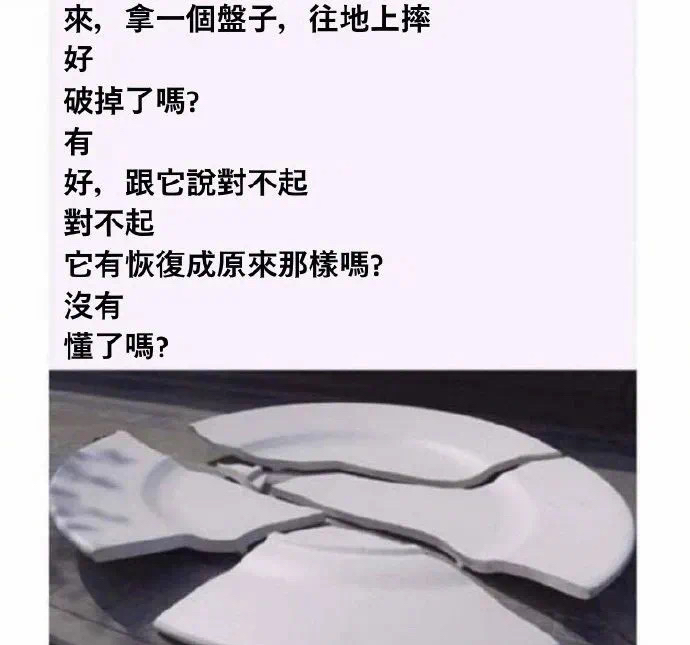 來，拿一個盤子，往地上摔
好
破掉了嗎?
有
好，跟它說對不起
對不起
它有恢復成原來那樣嗎?
沒有
懂了嗎?